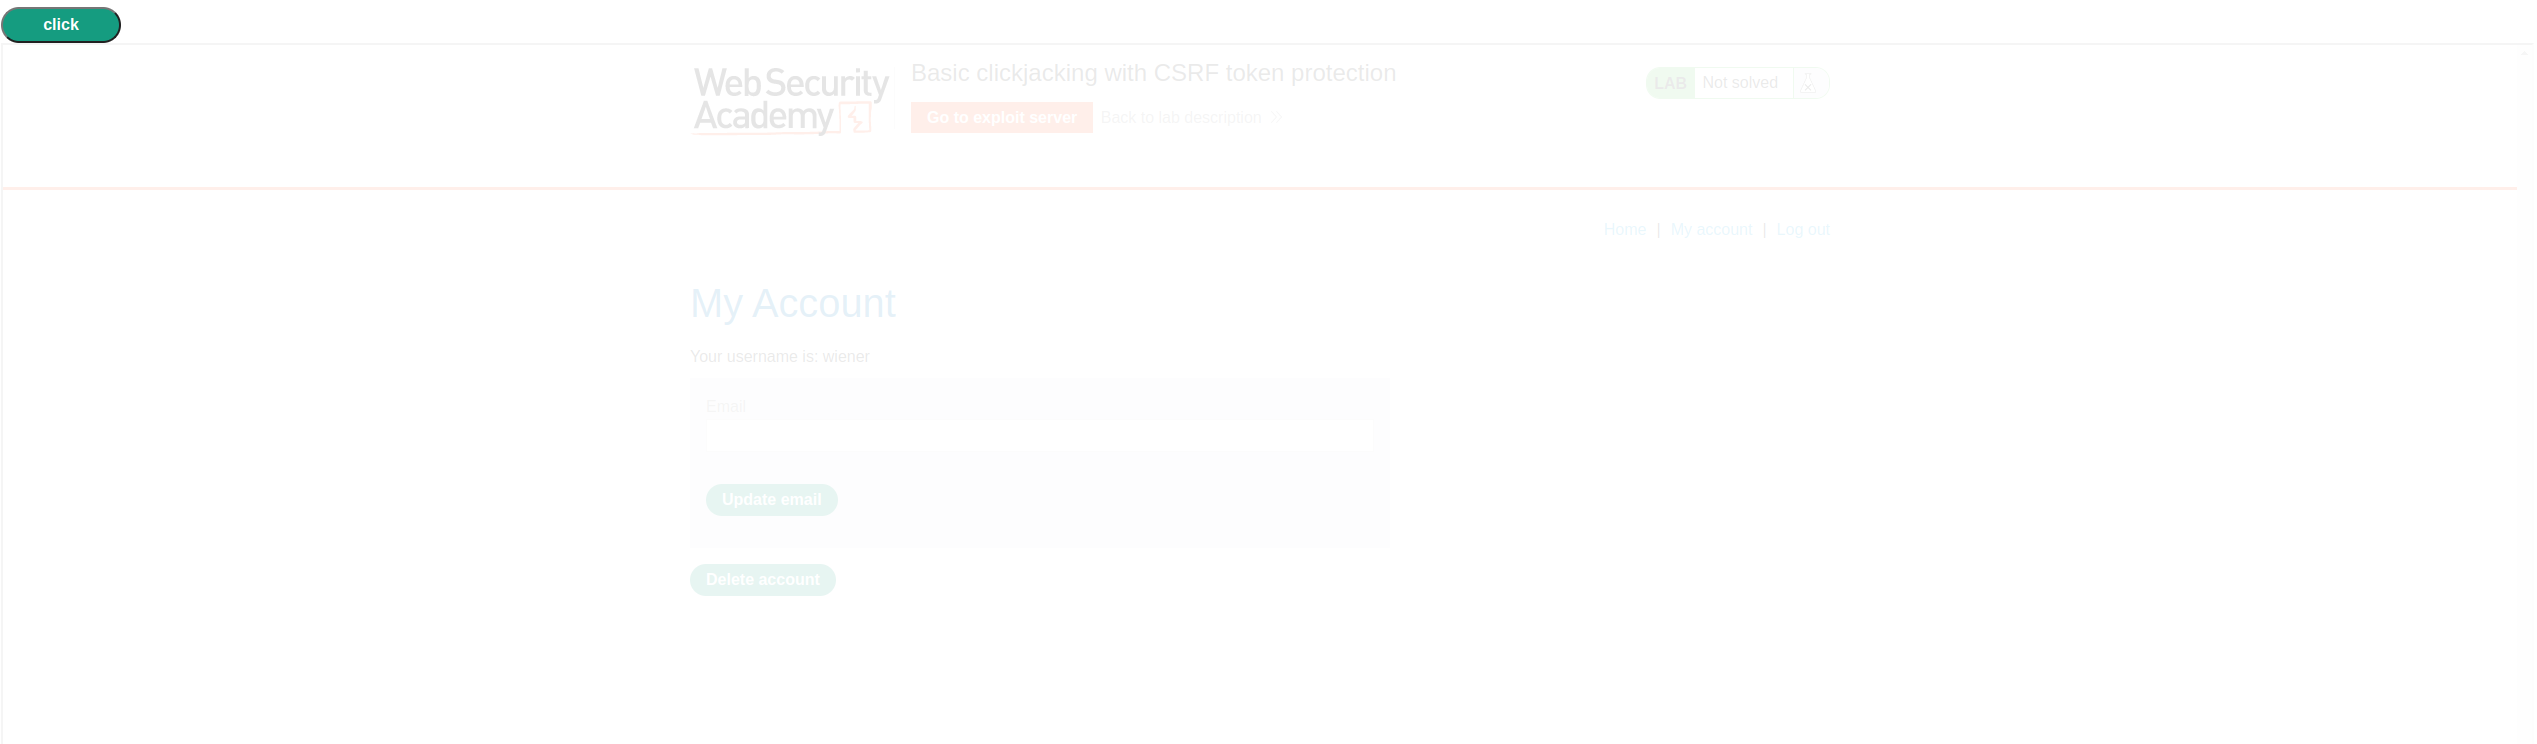 click
Web Security
Academy
Basic clickjacking with CSRF token protection
Go to exploit server
Back to lab description
LAB
Not solved
Home | My account | Log out
My Account
Your username is: wiener
Email
Update email
Delete account